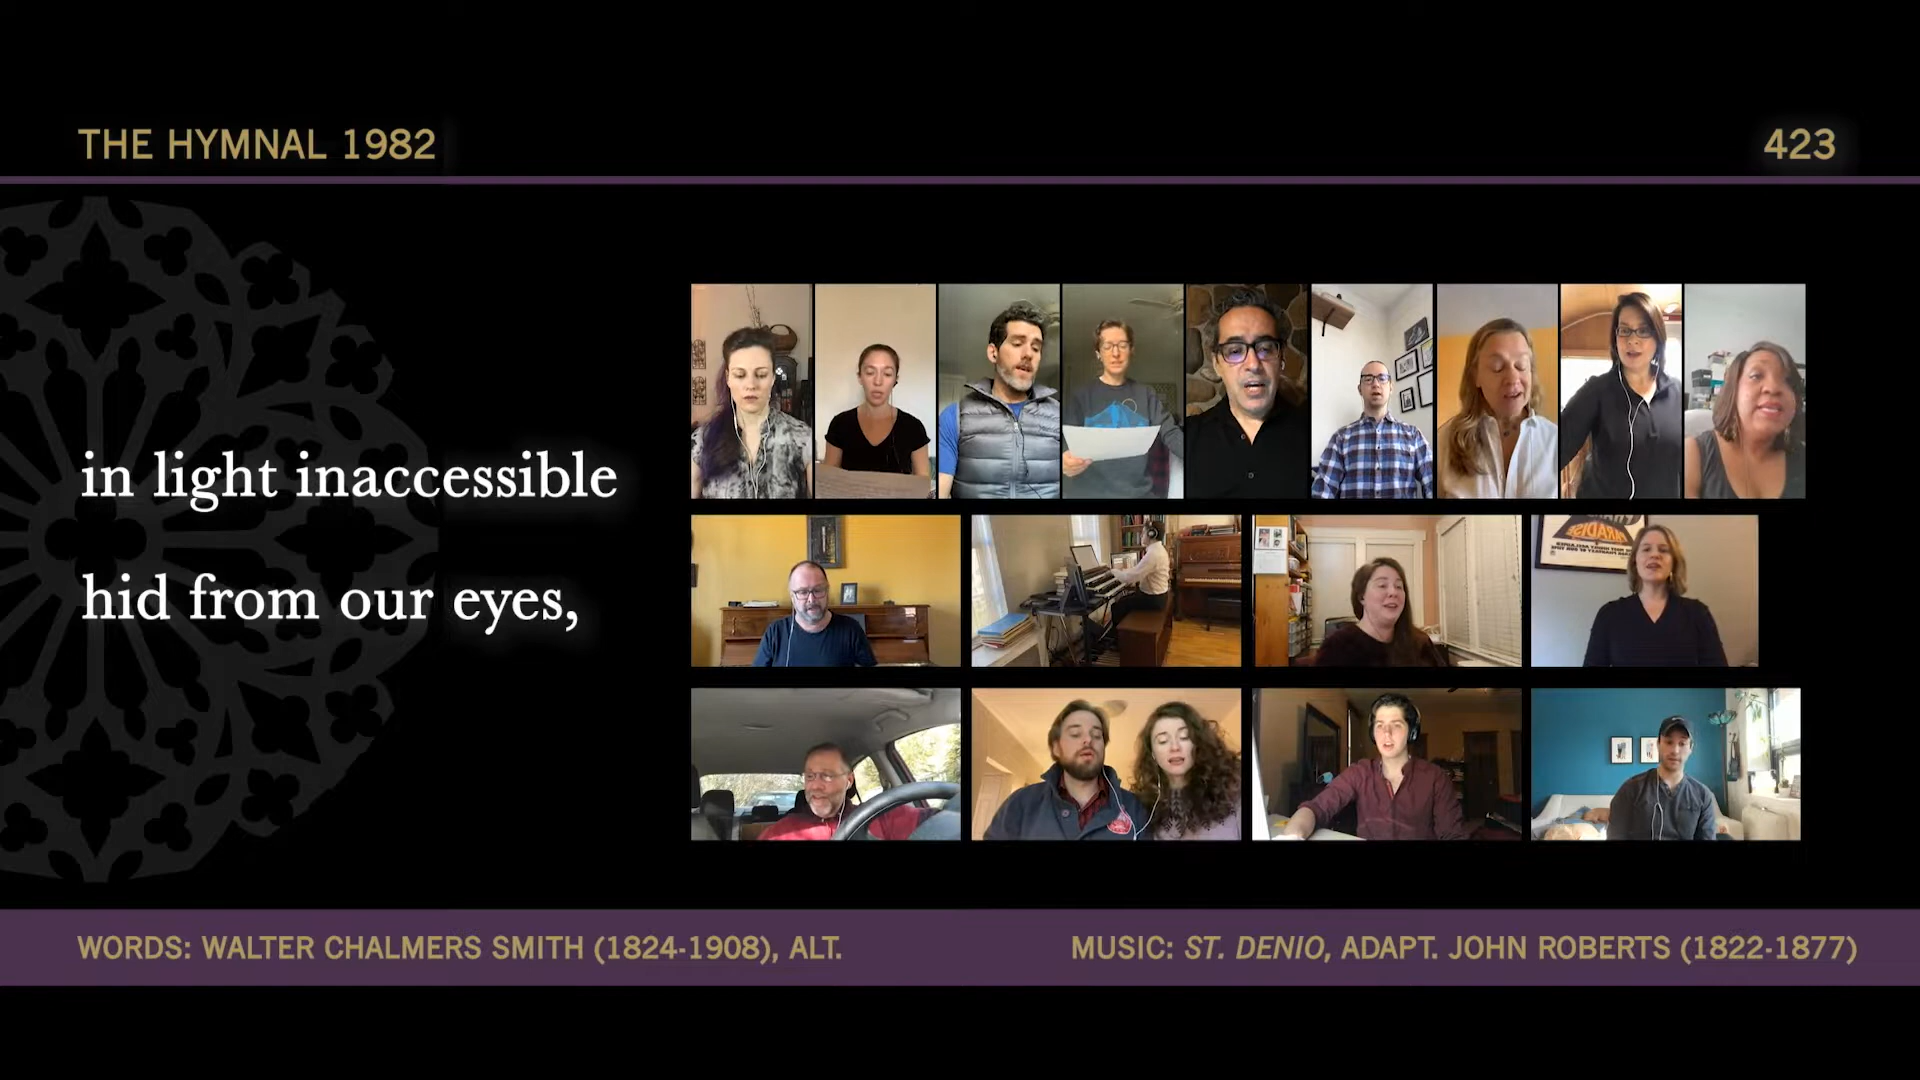 THE HYMNAL 1982
423
in light inaccessible
hid from our eyes,
WORDS: WALTER CHALMERS SMITH (1824-1908), ALT.
MUSIC: ST. DENIO, ADAPT. JOHN ROBERTS (1822-1877)